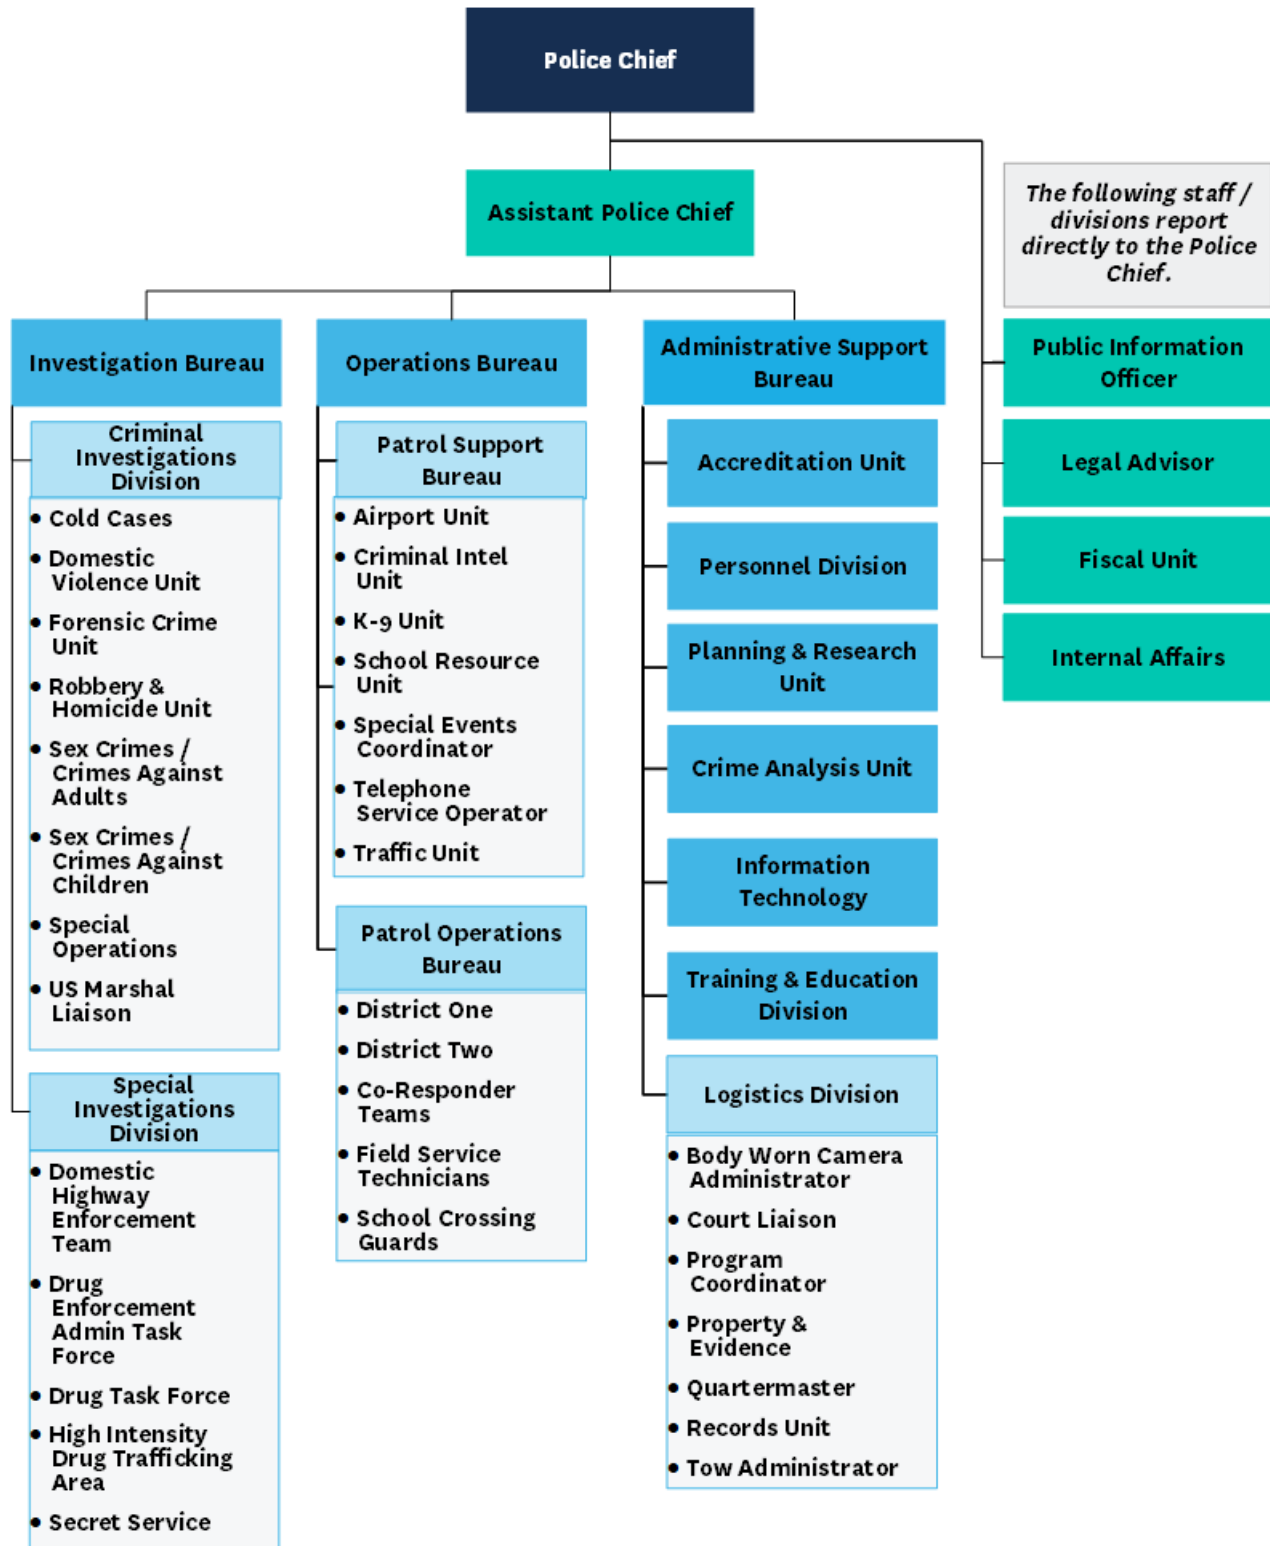 Police Chief
Assistant Police Chief
The following staff /
divisions report
directly to the Police
Chief.
Public Information
Officer
Legal Advisor
Fiscal Unit
Internal Affairs
Investigation Bureau
Criminal
Investigations
Division
• Cold Cases
• Domestic
Violence Unit
• Forensic Crime
Unit
• Robbery &
Homicide Unit
• Sex Crimes /
Crimes Against
Adults
• Sex Crimes /
Crimes Against
Children
• Special
Operations
• US Marshal
Liaison
Special
Investigations
Division
• Domestic
Highway
Enforcement
Team
• Drug
Enforcement
Admin Task
Force
• Drug Task Force
• High Intensity
Drug Trafficking
Area
• Secret Service
Operations Bureau
Patrol Support
Bureau
• Airport Unit
• Criminal Intel
Unit
• K-9 Unit
• School Resource
Unit
• Special Events
Coordinator
• Telephone
Service Operator
• Traffic Unit
Patrol Operations
Bureau
• District One
• District Two
• Co-Responder
Teams
• Field Service
Technicians
• School Crossing
Guards
Administrative Support
Bureau
Accreditation Unit
Personnel Division
Planning & Research
Unit
Crime Analysis Unit
Information
Technology
Training & Education
Division
Logistics Division
• Body Worn Camera
Administrator
• Court Liaison
• Program
Coordinator
• Property &
Evidence
• Quartermaster
• Records Unit
• Tow Administrator